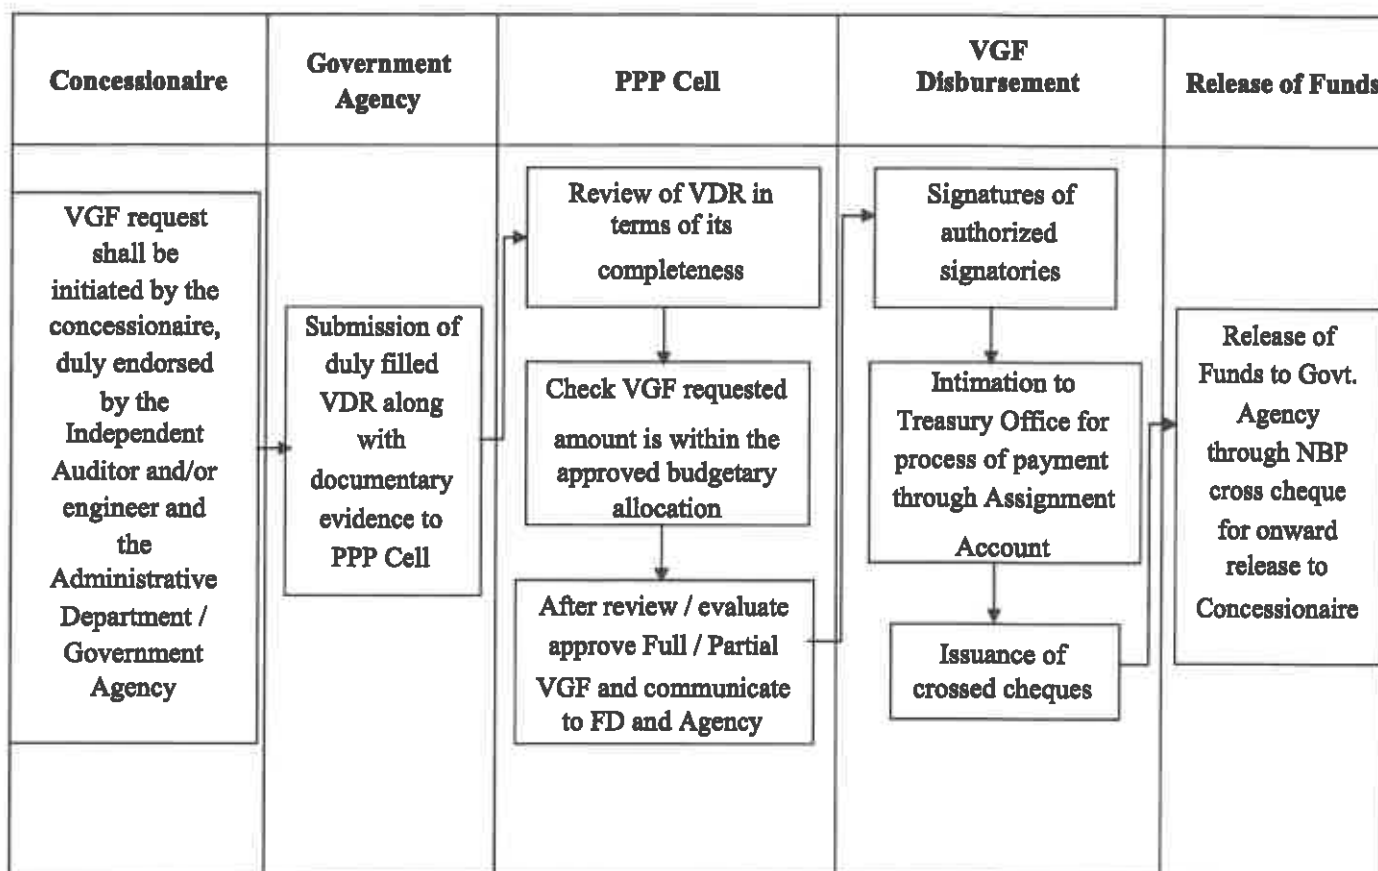 Concessionaire
Government
Agency
PPP Cell
VGF
Disbursement
Release of Funds
VGF request
shall be
initiated by the
concessionaire,
duly endorsed
by the
Independent
Auditor and/or
engineer and
the
Administrative
Department /
Government
Agency
Submission of
duly filled
VDR along
with
documentary
evidence to
PPP Cell
Review of VDR in
terms of its
completeness
Check VGF requested
amount is within the
approved budgetary
allocation
After review / evaluate
approve Full / Partial
VGF and communicate
to FD and Agency
Signatures of
authorized
signatories
Intimation to
Treasury Office for
process of payment
through Assignment
Account
Issuance of
crossed cheques
Release of
Funds to Govt.
Agency
through NBP
cross cheque
for onward
release to
Concessionaire